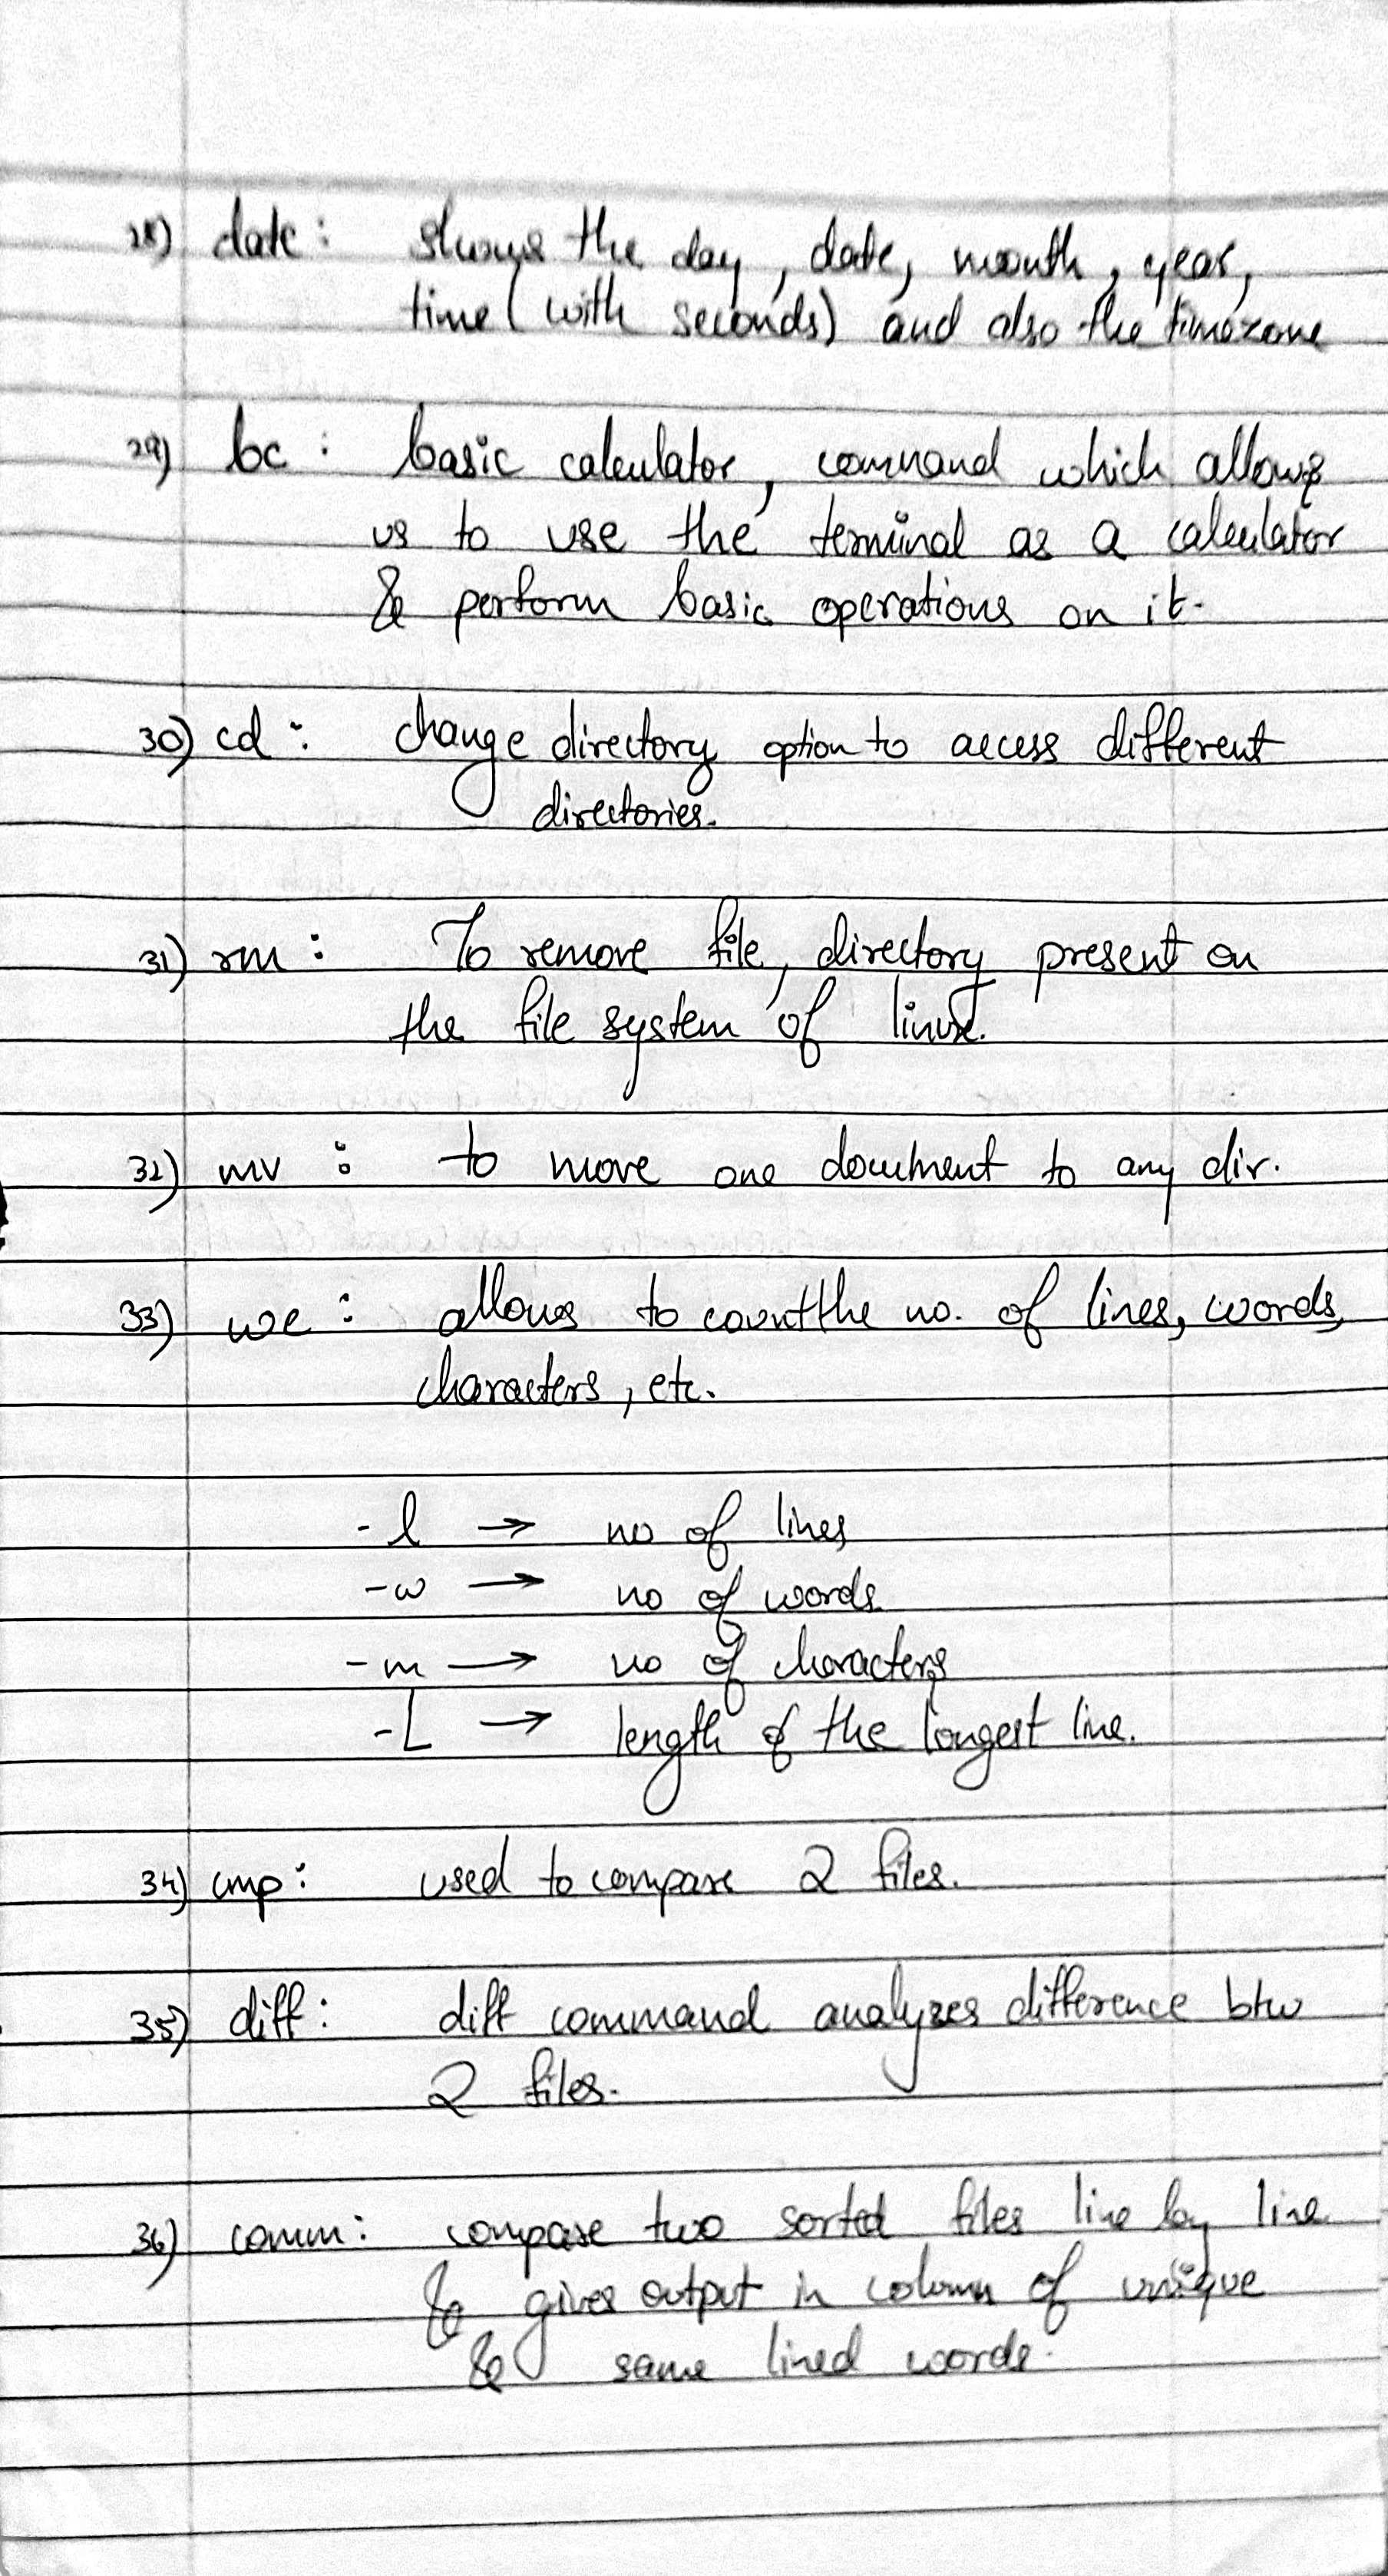 28) date : shows the day, date, month, year,
time (with seconds) and also the timezone
29) bc : basic calculator, command which allows
us to use the terminal as a calculator
& perform basic operations on it.
30) cd : change directory option to access different
directories.
31) rm : To remove file, directory present on
the file system of linux.
32) mv : to move one document to any dir.
33) wc : allows to count the no. of lines, words,
characters, etc.
-l → no of lines
-w → no of words
-m → no of characters
-L → length of the longest line.
34) cmp : used to compare 2 files.
35) diff : diff command analyzes difference btw
2 files.
36) comm : compare two sorted files line by line
& gives output in column of unique
& same lined words.